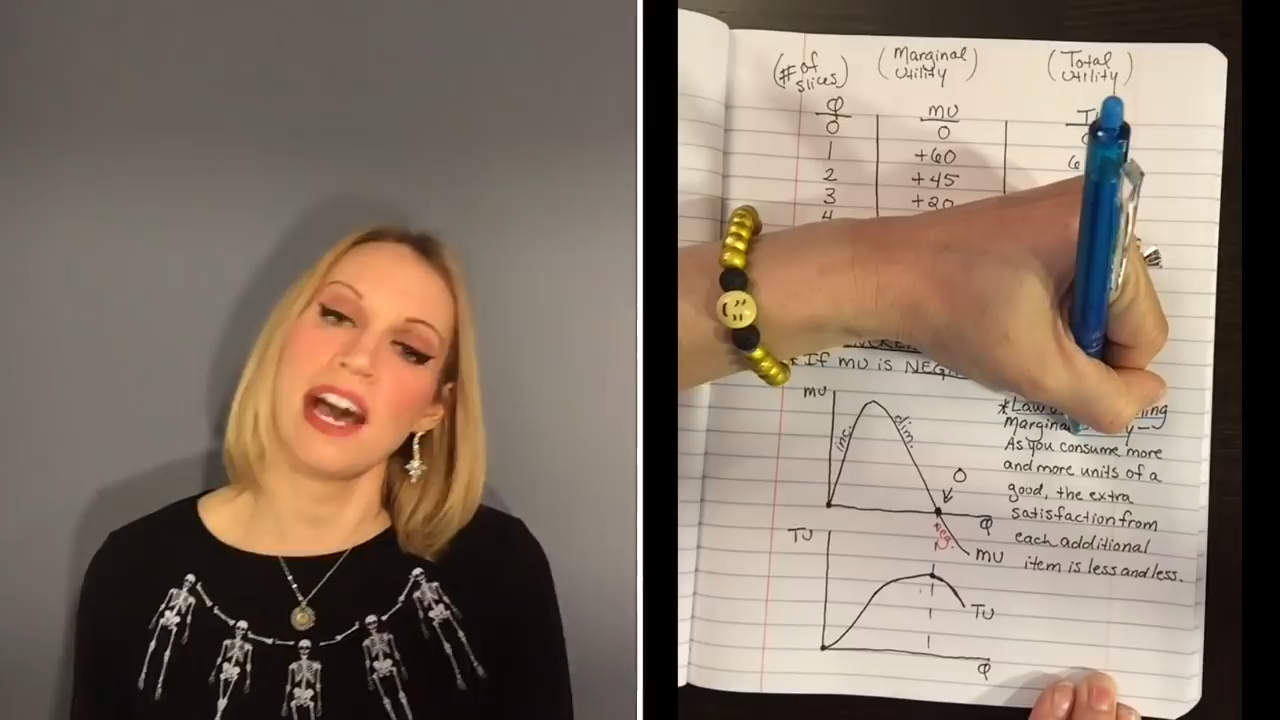 (# of slices) (Marginal Utility) (Total Utility)
Q MU
0 0
1 +60
2 +45
3 +20
4
* If MU is
MU
inc. dim.
0
Q
neg.
MU
TU
TU
Q
* Law
As you consume more
and more units of a
good, the extra
satisfaction from
each additional
item is less and less.